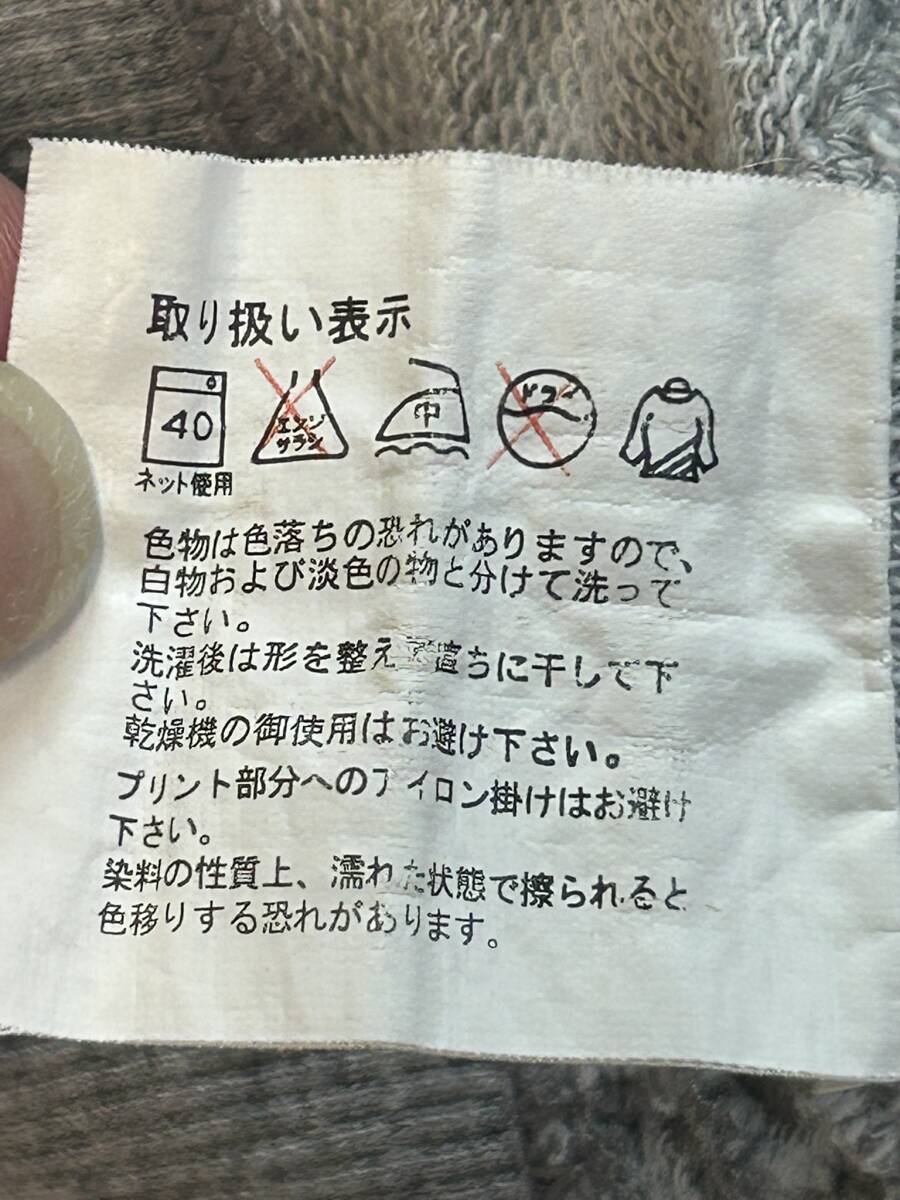 取り扱い表示
40
エンソ
サラシ
中
ドライ
ネット使用
色物は色落ちの恐れがありますので、
白物および淡色の物と分けて洗って
下さい。
洗濯後は形を整えて直ちに干して下
さい。
乾燥機の御使用はお避け下さい。
プリント部分へのアイロン掛けはお避け
下さい。
染料の性質上、濡れた状態で擦られると
色移りする恐れがあります。